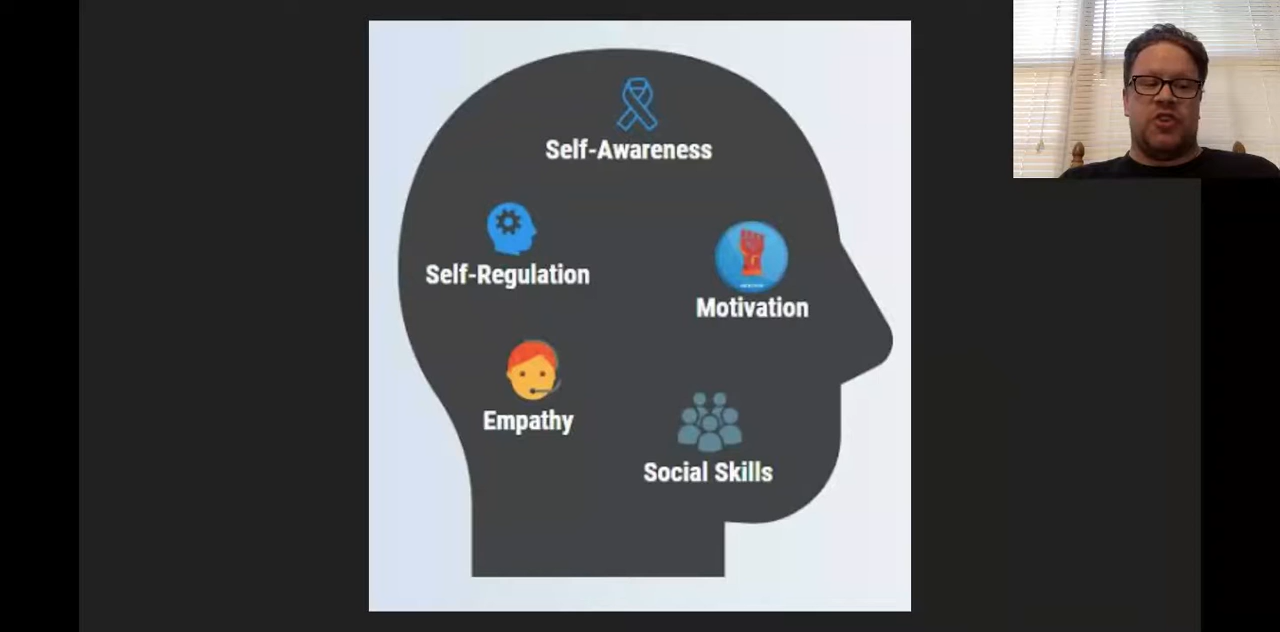 Self-Awareness
Self-Regulation
Motivation
Empathy
Social Skills